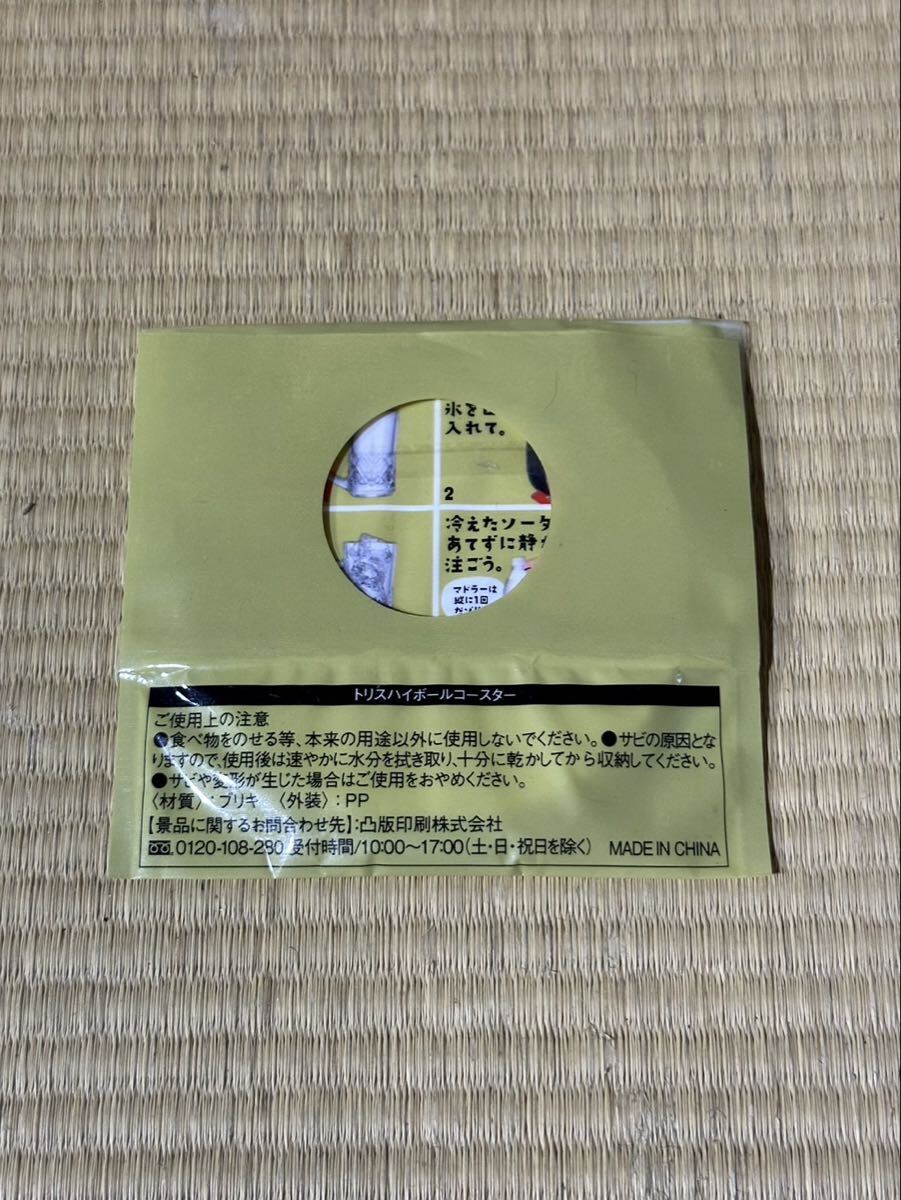 氷を
入れて。
2
冷えたソーダ
あてずに静か
注ごう。
マドラーは
縦に1回
トリスハイボールコースター
ご使用上の注意
●食べ物をのせる等、本来の用途以外に使用しないでください。●サビの原因とな
りますので、使用後は速やかに水分を拭き取り、十分に乾かしてから収納してください。
●サビや変形が生じた場合はご使用をおやめください。
〈材質〉:ブリキ 〈外装〉:PP
【景品に関するお問合わせ先】:凸版印刷株式会社
0120-108-280 受付時間/10:00〜17:00(土・日・祝日を除く) MADE IN CHINA